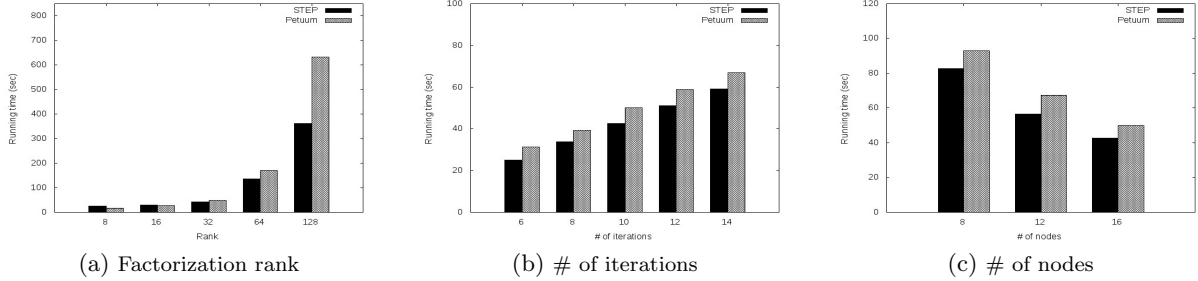 STEP
Petuum
800
700
600
500
400
300
200
100
0
Running time (sec)
8 16 32 64 128
Rank
(a) Factorization rank
STEP
Petuum
100
80
60
40
20
0
Running time (sec)
6 8 10 12 14
# of iterations
(b) # of iterations
STEP
Petuum
120
100
80
60
40
20
0
Running time (sec)
8 12 16
# of nodes
(c) # of nodes